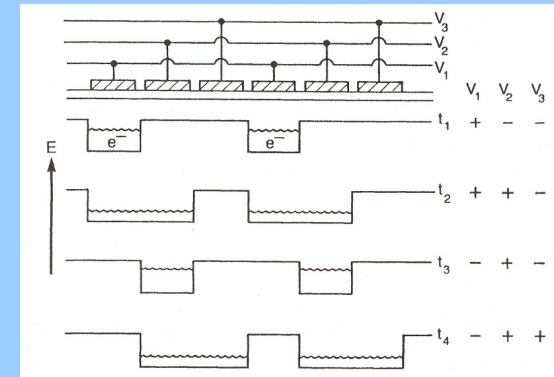 V3
V2
V1
V1 V2 V3
e− e− t1 + − −
E
t2 + + −
t3 − + −
t4 − + +